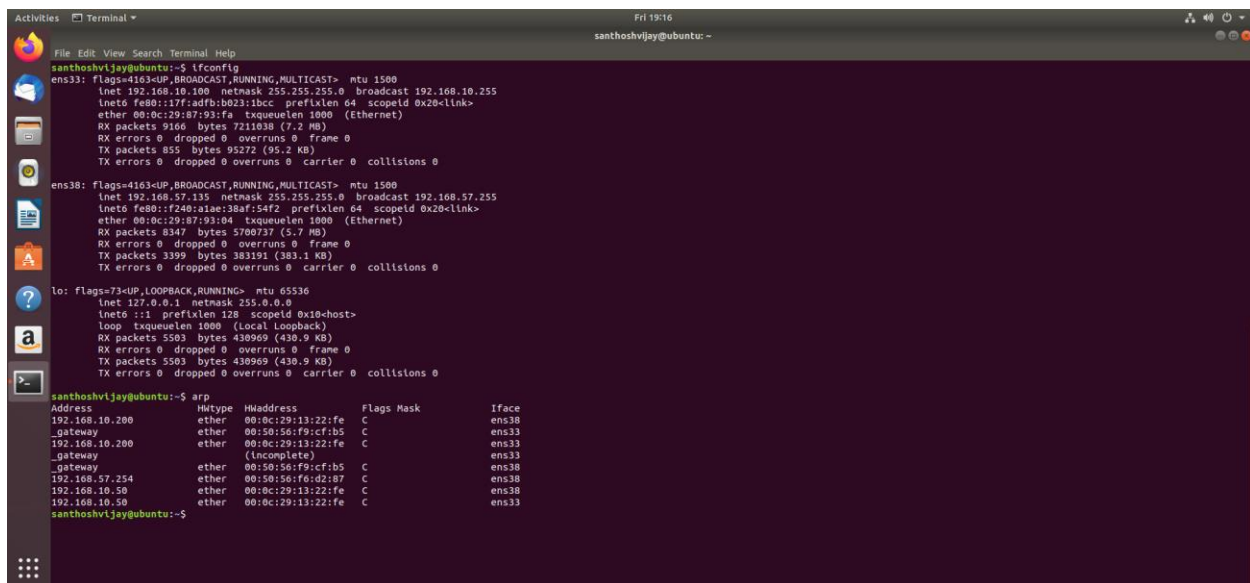 Activities Terminal Fri 19:16
santhoshvijay@ubuntu: ~
File Edit View Search Terminal Help
santhoshvijay@ubuntu:~$ ifconfig
ens33: flags=4163<UP,BROADCAST,RUNNING,MULTICAST> mtu 1500
inet 192.168.10.100 netmask 255.255.255.0 broadcast 192.168.10.255
inet6 fe80::17f:adfb:b023:1bcc prefixlen 64 scopeid 0x20<link>
ether 00:0c:29:87:93:fa txqueuelen 1000 (Ethernet)
RX packets 9166 bytes 7211038 (7.2 MB)
RX errors 0 dropped 0 overruns 0 frame 0
TX packets 855 bytes 95272 (95.2 KB)
TX errors 0 dropped 0 overruns 0 carrier 0 collisions 0
ens38: flags=4163<UP,BROADCAST,RUNNING,MULTICAST> mtu 1500
inet 192.168.57.135 netmask 255.255.255.0 broadcast 192.168.57.255
inet6 fe80::f240:a1ae:38af:54f2 prefixlen 64 scopeid 0x20<link>
ether 00:0c:29:87:93:04 txqueuelen 1000 (Ethernet)
RX packets 8347 bytes 5700737 (5.7 MB)
RX errors 0 dropped 0 overruns 0 frame 0
TX packets 3399 bytes 383191 (383.1 KB)
TX errors 0 dropped 0 overruns 0 carrier 0 collisions 0
lo: flags=73<UP,LOOPBACK,RUNNING> mtu 65536
inet 127.0.0.1 netmask 255.0.0.0
inet6 ::1 prefixlen 128 scopeid 0x10<host>
loop txqueuelen 1000 (Local Loopback)
RX packets 5503 bytes 430969 (430.9 KB)
RX errors 0 dropped 0 overruns 0 frame 0
TX packets 5503 bytes 430969 (430.9 KB)
TX errors 0 dropped 0 overruns 0 carrier 0 collisions 0
santhoshvijay@ubuntu:~$ arp
Address HWtype HWaddress Flags Mask Iface
192.168.10.200 ether 00:0c:29:13:22:fe C ens38
_gateway ether 00:50:56:f9:cf:b5 C ens33
192.168.10.200 ether 00:0c:29:13:22:fe C ens33
_gateway (incomplete) ens33
_gateway ether 00:50:56:f9:cf:b5 C ens38
192.168.57.254 ether 00:50:56:f6:d2:87 C ens38
192.168.10.50 ether 00:0c:29:13:22:fe C ens38
192.168.10.50 ether 00:0c:29:13:22:fe C ens33
santhoshvijay@ubuntu:~$